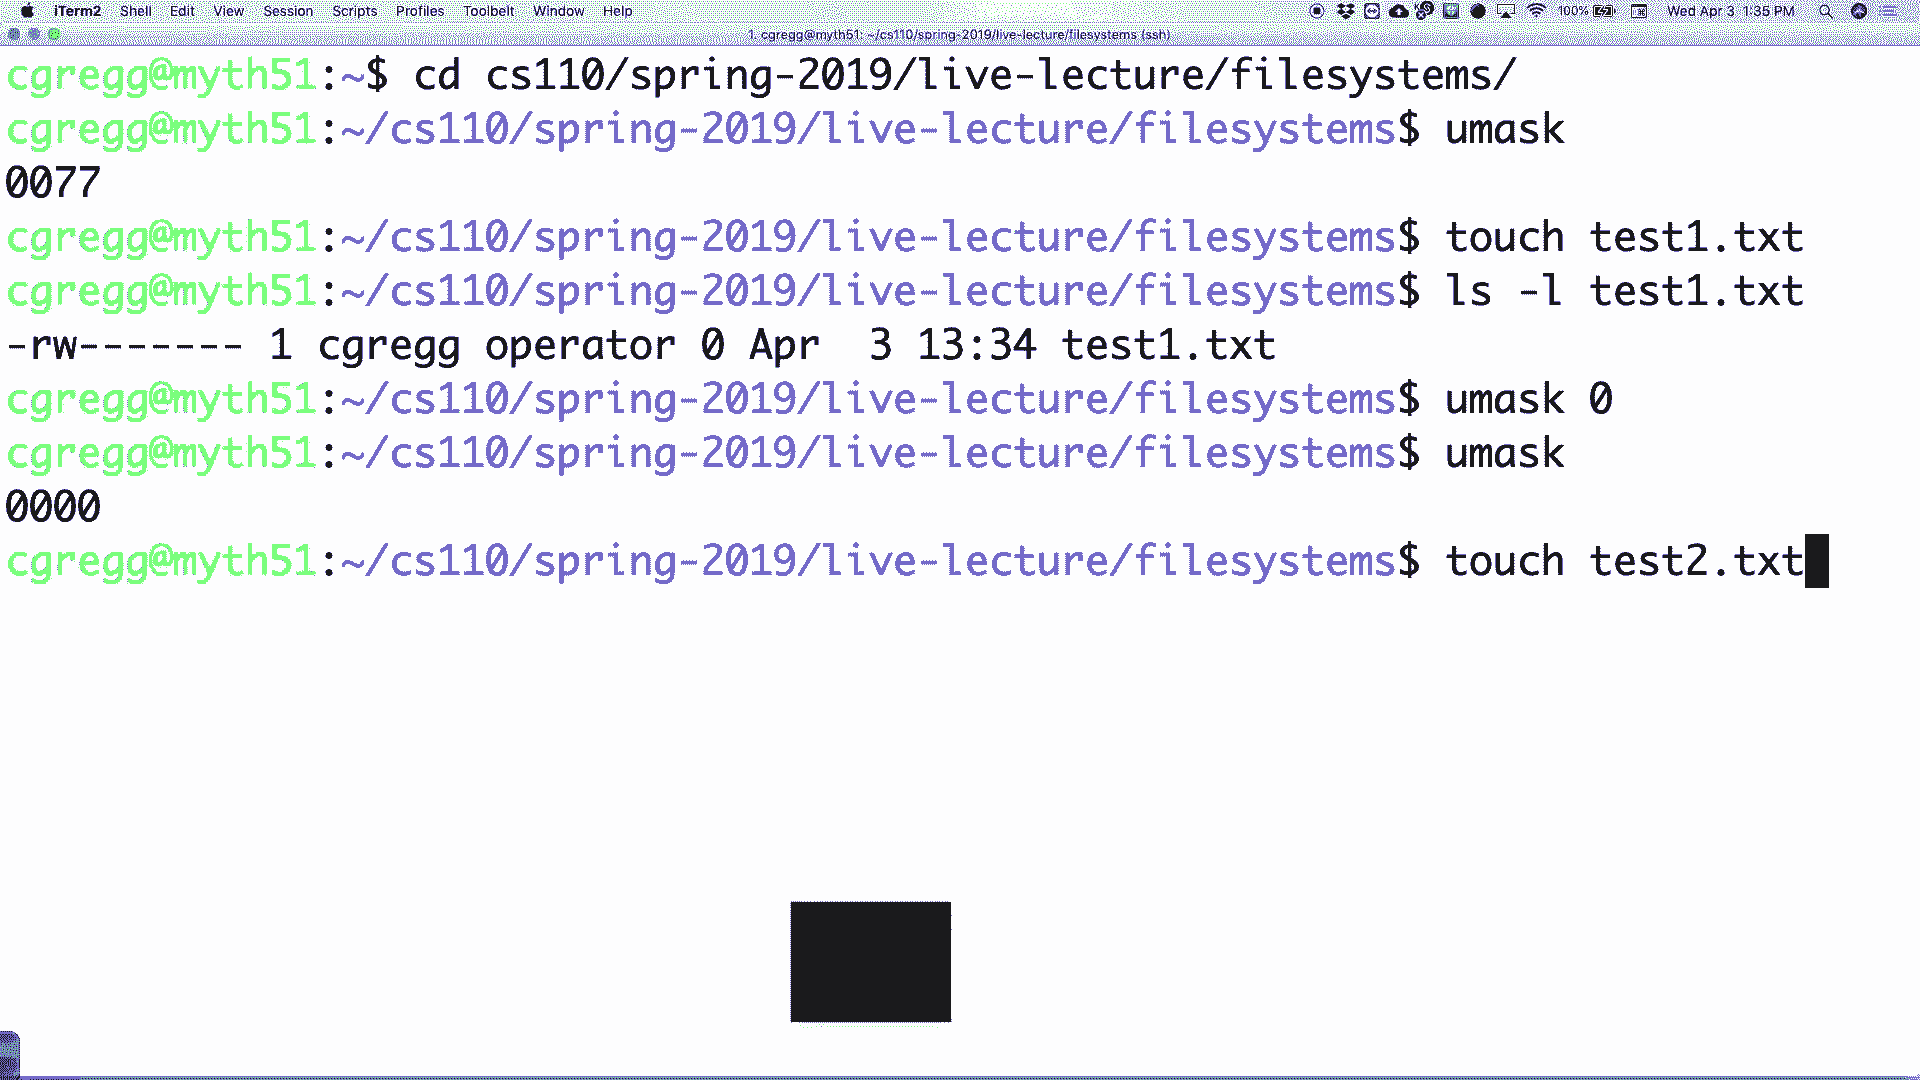 iTerm2 Shell Edit View Session Scripts Profiles Toolbelt Window Help 100% Wed Apr 3 1:35 PM
1. cgregg@myth51: ~/cs110/spring-2019/live-lecture/filesystems (ssh)
cgregg@myth51:~$ cd cs110/spring-2019/live-lecture/filesystems/
cgregg@myth51:~/cs110/spring-2019/live-lecture/filesystems$ umask
0077
cgregg@myth51:~/cs110/spring-2019/live-lecture/filesystems$ touch test1.txt
cgregg@myth51:~/cs110/spring-2019/live-lecture/filesystems$ ls -l test1.txt
-rw------- 1 cgregg operator 0 Apr  3 13:34 test1.txt
cgregg@myth51:~/cs110/spring-2019/live-lecture/filesystems$ umask 0
cgregg@myth51:~/cs110/spring-2019/live-lecture/filesystems$ umask
0000
cgregg@myth51:~/cs110/spring-2019/live-lecture/filesystems$ touch test2.txt